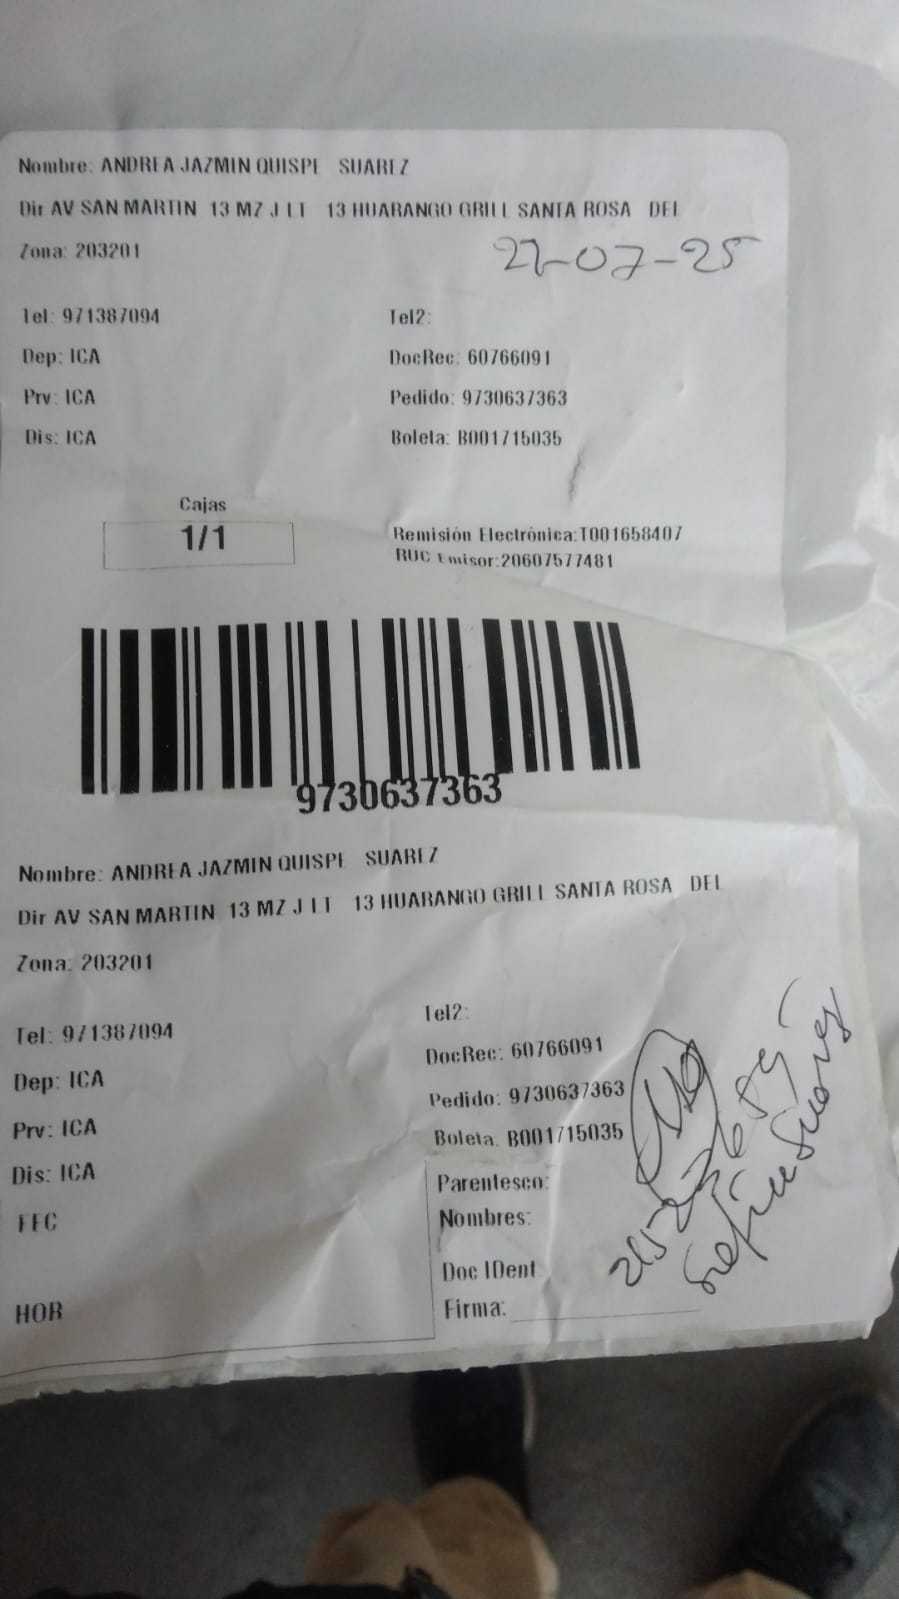 Nombre: ANDREA JAZMIN QUISPE SUAREZ
Dir AV SAN MARTIN 13 MZ J LT 13 HUARANGO GRILL SANTA ROSA DEL
Zona: 203201
Tel: 971387094 Tel2:
Dep: ICA DocRec: 60766091
Prv: ICA Pedido: 9730637363
Dis: ICA Boleta: B001715035
Cajas
1/1
Remisión Electrónica:T001658407
RUC Emisor:20607577481
9730637363
Nombre: ANDREA JAZMIN QUISPE SUAREZ
Dir AV SAN MARTIN 13 MZ J LT 13 HUARANGO GRILL SANTA ROSA DEL
Zona: 203201
Tel: 971387094 Tel2:
Dep: ICA DocRec: 60766091
Prv: ICA Pedido: 9730637363
Dis: ICA Boleta: B001715035
FEC Parentesco:
Nombres:
Doc IDent
HOR Firma:
Suarez